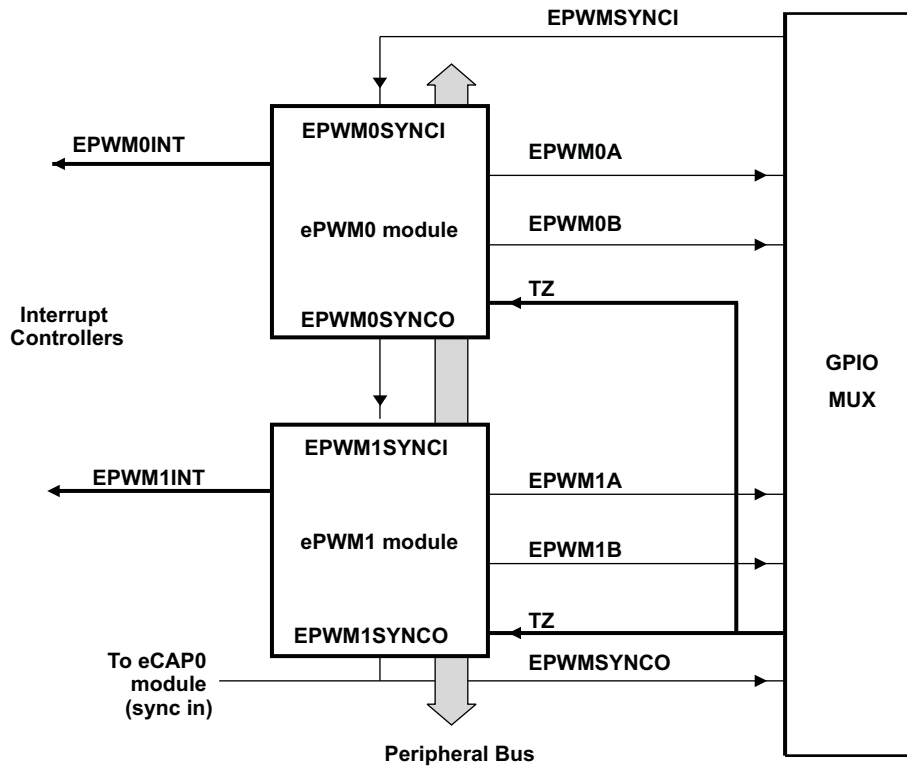 EPWMSYNCI
EPWM0SYNCI
EPWM0INT
EPWM0A
ePWM0 module
EPWM0B
TZ
EPWM0SYNCO
Interrupt
Controllers
GPIO
MUX
EPWM1SYNCI
EPWM1INT
EPWM1A
ePWM1 module
EPWM1B
TZ
EPWM1SYNCO
To eCAP0
module
(sync in)
EPWMSYNCO
Peripheral Bus